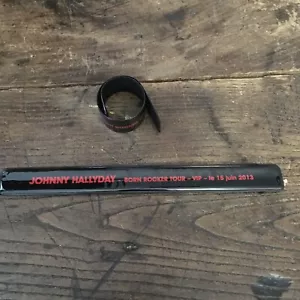 JOHNNY HALLYDAY - BORN ROCKER TOUR - VIP - le 15 juin 2013